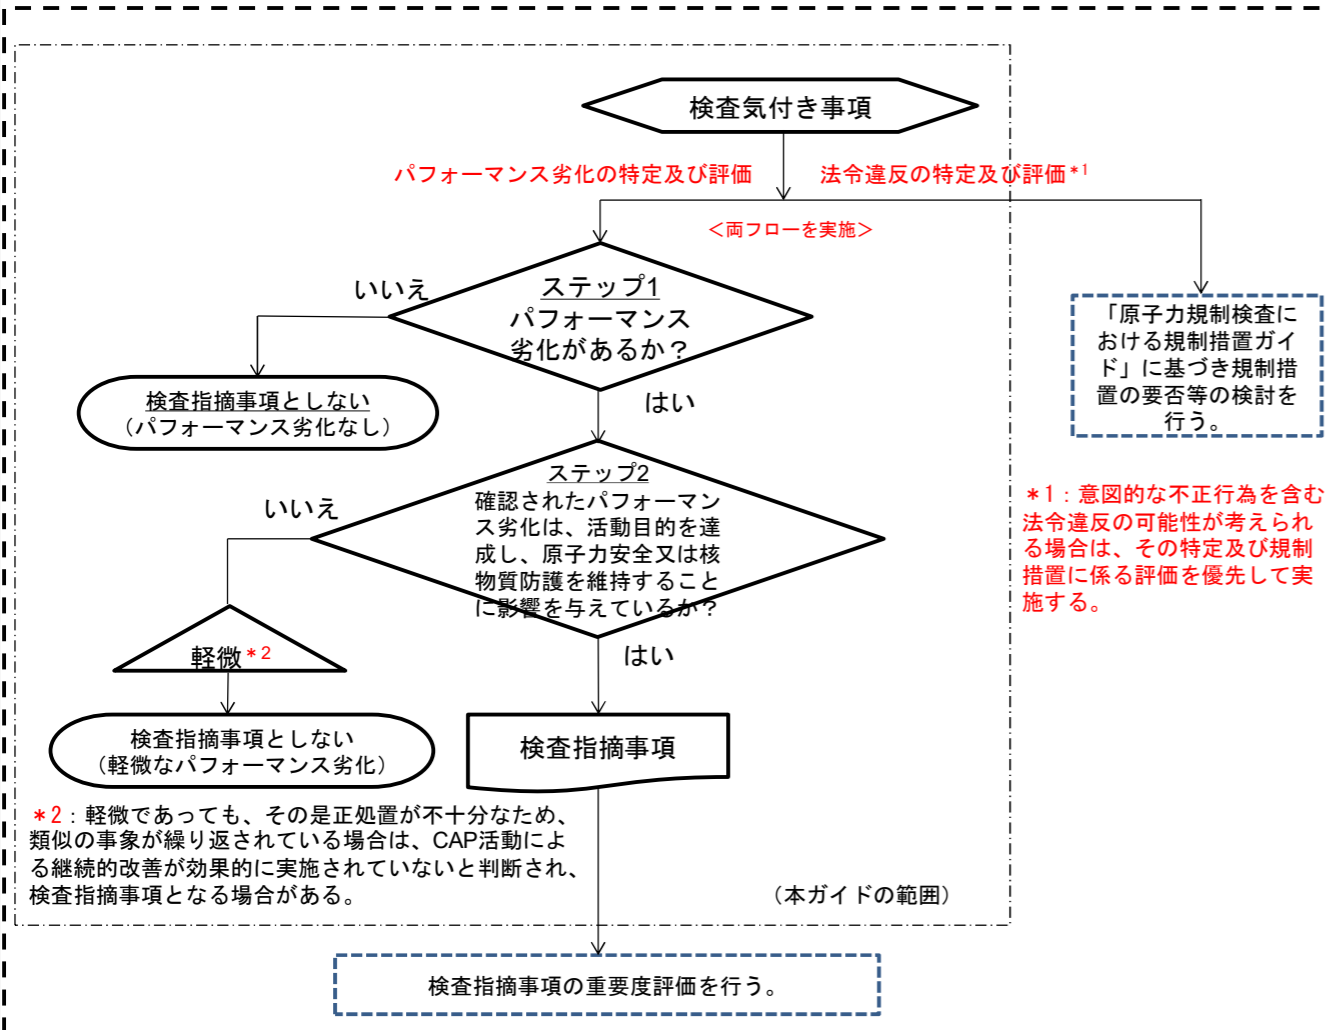 検査気付き事項
パフォーマンス劣化の特定及び評価
法令違反の特定及び評価*1
<両フローを実施>
いいえ
ステップ1
パフォーマンス
劣化があるか？
はい
検査指摘事項としない
（パフォーマンス劣化なし）
「原子力規制検査に
おける規制措置ガイ
ド」に基づき規制措
置の要否等の検討を
行う。
*1：意図的な不正行為を含む
法令違反の可能性が考えられ
る場合は、その特定及び規制
措置に係る評価を優先して実
施する。
いいえ
ステップ2
確認されたパフォーマン
ス劣化は、活動目的を達
成し、原子力安全又は核
物質防護を維持すること
に影響を与えているか？
はい
軽微*2
検査指摘事項としない
（軽微なパフォーマンス劣化）
検査指摘事項
*2：軽微であっても、その是正処置が不十分なため、
類似の事象が繰り返されている場合は、CAP活動によ
る継続的改善が効果的に実施されていないと判断され、
検査指摘事項となる場合がある。
（本ガイドの範囲）
検査指摘事項の重要度評価を行う。